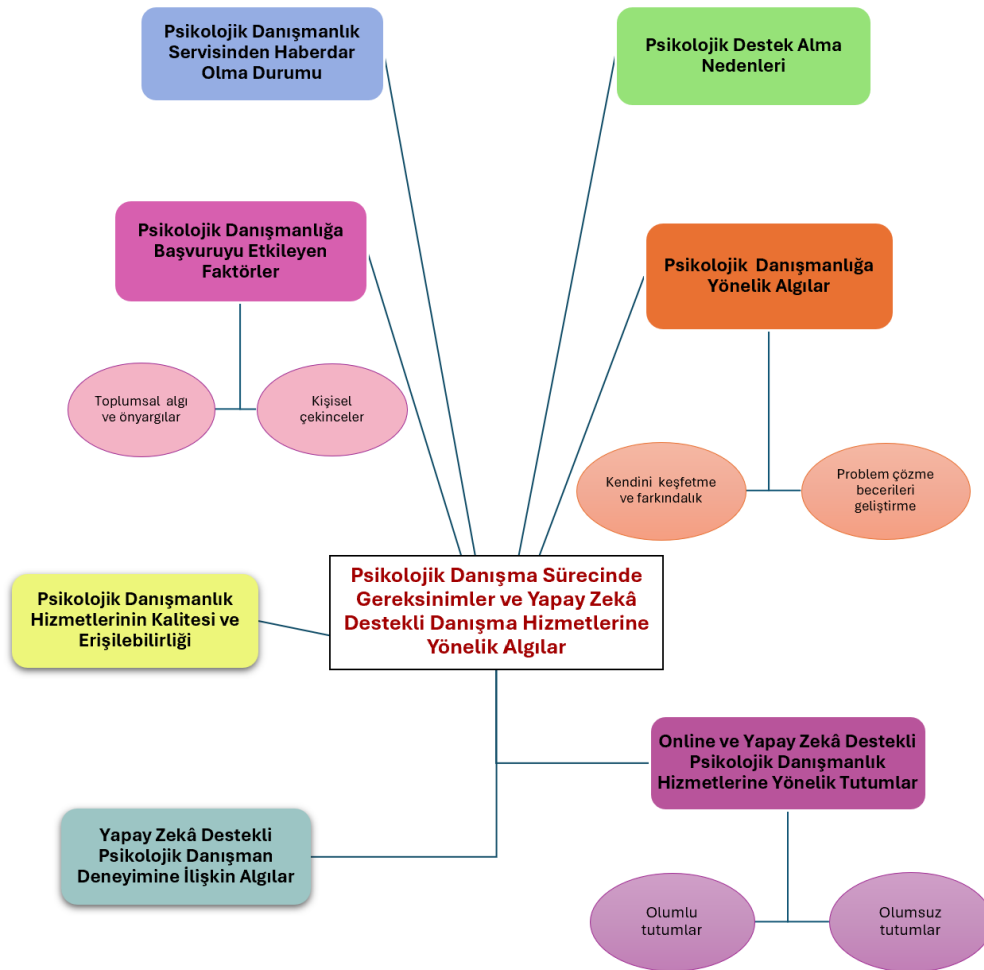 Psikolojik Danışmanlık
Servisinden Haberdar
Olma Durumu
Psikolojik Destek Alma
Nedenleri
Psikolojik Danışmanlığa
Başvuruyu Etkileyen
Faktörler
Psikolojik Danışmanlığa
Yönelik Algılar
Toplumsal algı
ve önyargılar
Kişisel
çekinceler
Kendini keşfetme
ve farkındalık
Problem çözme
becerileri
geliştirme
Psikolojik Danışma Sürecinde
Gereksinimler ve Yapay Zekâ
Destekli Danışma Hizmetlerine
Yönelik Algılar
Psikolojik Danışmanlık
Hizmetlerinin Kalitesi ve
Erişilebilirliği
Online ve Yapay Zekâ Destekli
Psikolojik Danışmanlık
Hizmetlerine Yönelik Tutumlar
Yapay Zekâ Destekli
Psikolojik Danışman
Deneyimine İlişkin Algılar
Olumlu
tutumlar
Olumsuz
tutumlar